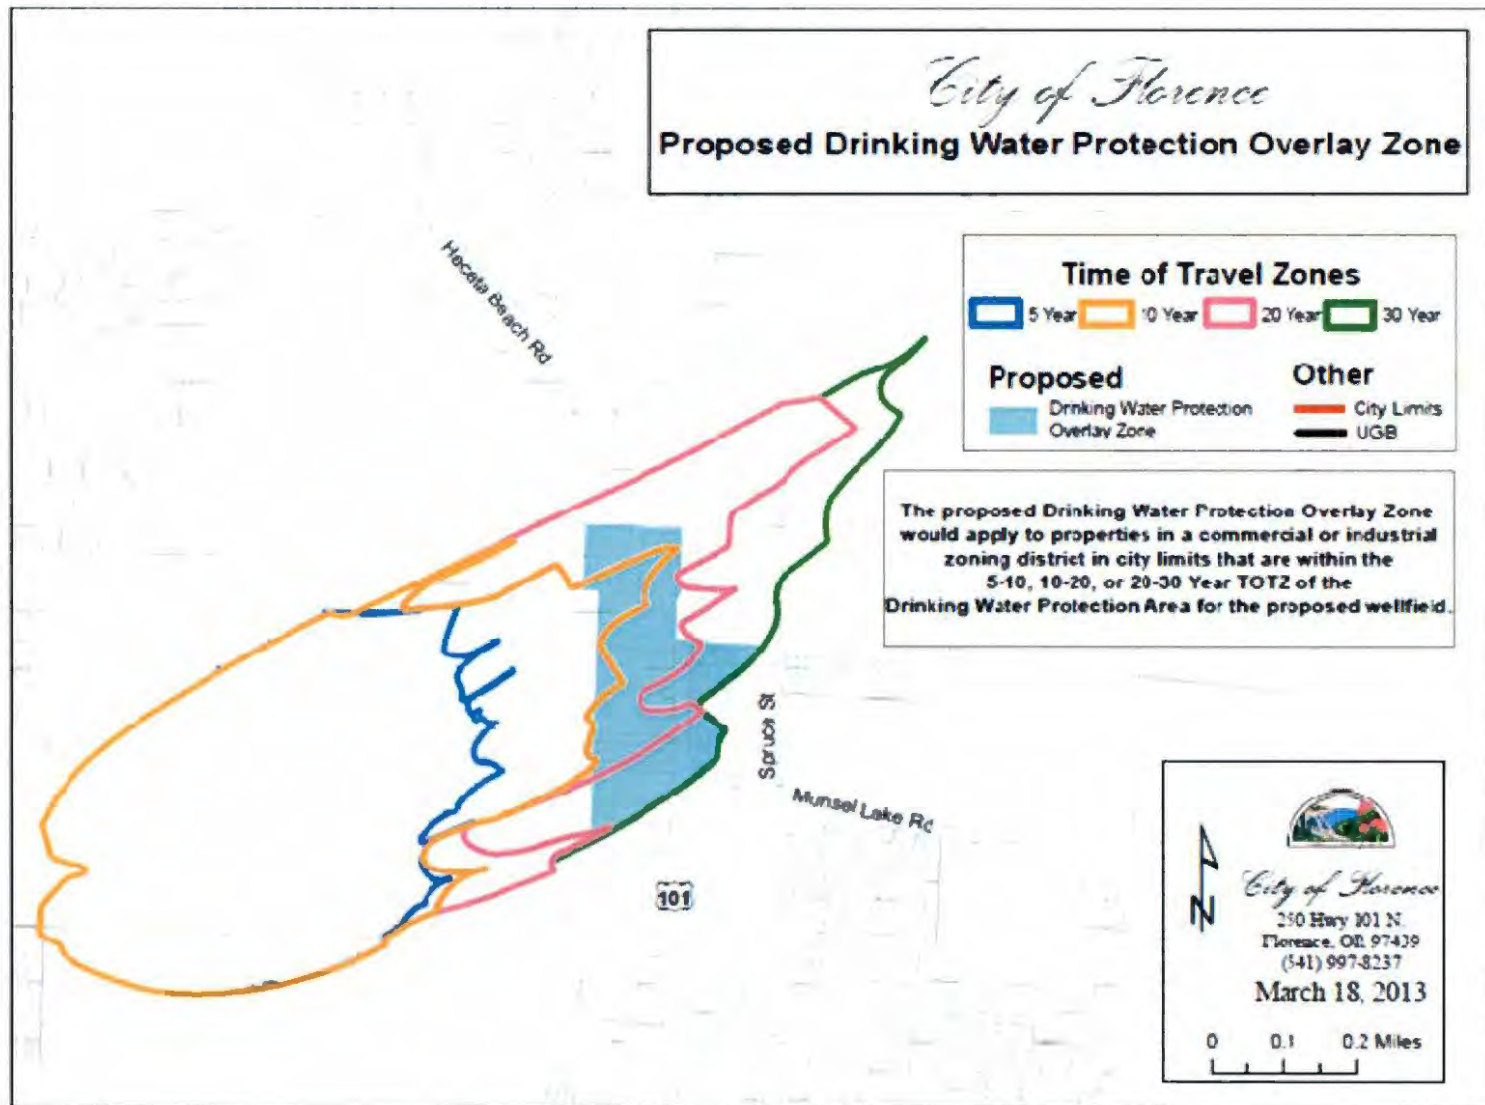 City of Florence
Proposed Drinking Water Protection Overlay Zone
Heceta Beach Rd
Time of Travel Zones
5 Year
10 Year
20 Year
30 Year
Proposed
Drinking Water Protection
Overlay Zone
Other
City Limits
UGB
The proposed Drinking Water Protection Overlay Zone
would apply to properties in a commercial or industrial
zoning district in city limits that are within the
5-10, 10-20, or 20-30 Year TOTZ of the
Drinking Water Protection Area for the proposed wellfield.
Spruce St
Munsel Lake Rd
101
N
City of Florence
250 Hwy 101 N.
Florence, OR 97439
(541) 997-8237
March 18, 2013
0 0.1 0.2 Miles